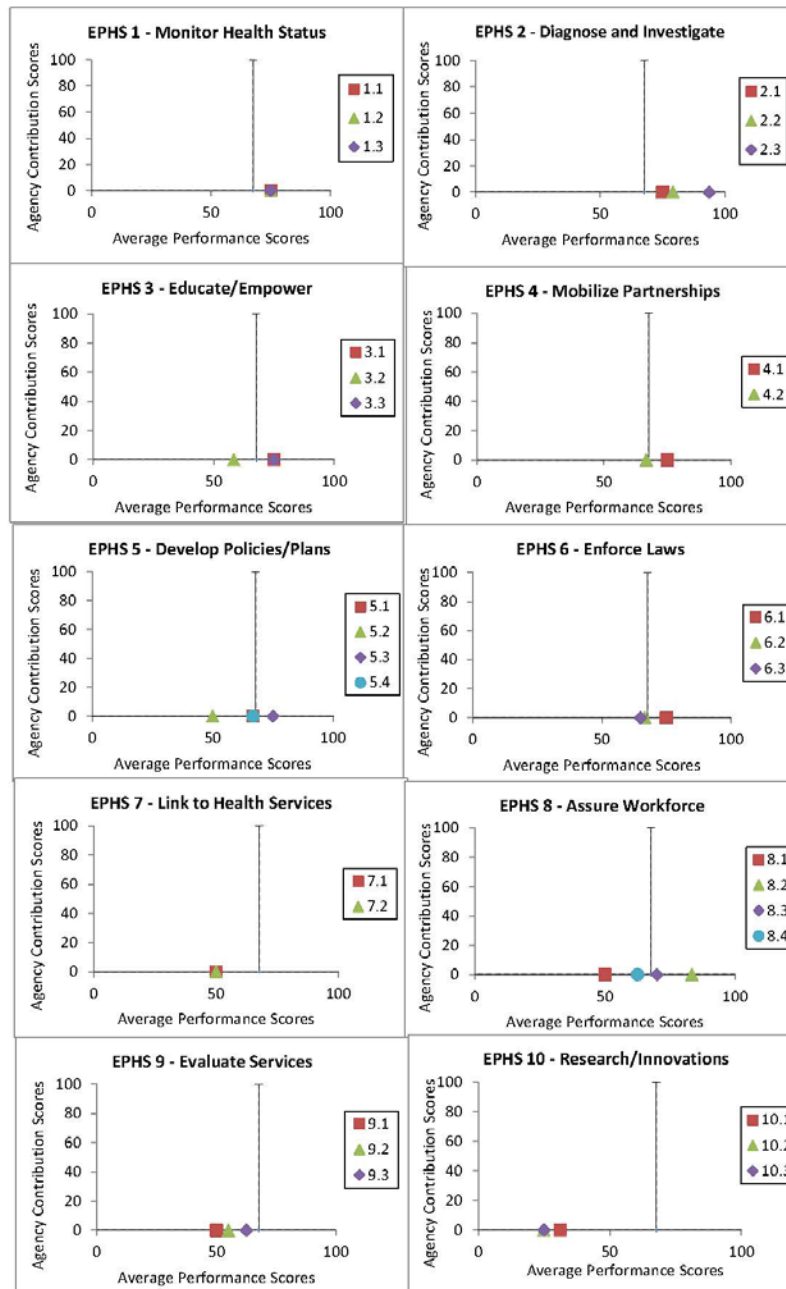 EPHS 1 - Monitor Health Status
Agency Contribution Scores
100
80
60
40
20
0
0 50 100
Average Performance Scores
1.1
1.2
1.3
EPHS 2 - Diagnose and Investigate
Agency Contribution Scores
100
80
60
40
20
0
0 50 100
Average Performance Scores
2.1
2.2
2.3
EPHS 3 - Educate/Empower
Agency Contribution Scores
100
80
60
40
20
0
0 50 100
Average Performance Scores
3.1
3.2
3.3
EPHS 4 - Mobilize Partnerships
Agency Contribution Scores
100
80
60
40
20
0
0 50 100
Average Performance Scores
4.1
4.2
EPHS 5 - Develop Policies/Plans
Agency Contribution Scores
100
80
60
40
20
0
0 50 100
Average Performance Scores
5.1
5.2
5.3
5.4
EPHS 6 - Enforce Laws
Agency Contribution Scores
100
80
60
40
20
0
0 50 100
Average Performance Scores
6.1
6.2
6.3
EPHS 7 - Link to Health Services
Agency Contribution Scores
100
80
60
40
20
0
0 50 100
Average Performance Scores
7.1
7.2
EPHS 8 - Assure Workforce
Agency Contribution Scores
100
80
60
40
20
0
0 50 100
Average Performance Scores
8.1
8.2
8.3
8.4
EPHS 9 - Evaluate Services
Agency Contribution Scores
100
80
60
40
20
0
0 50 100
Average Performance Scores
9.1
9.2
9.3
EPHS 10 - Research/Innovations
Agency Contribution Scores
100
80
60
40
20
0
0 50 100
Average Performance Scores
10.1
10.2
10.3